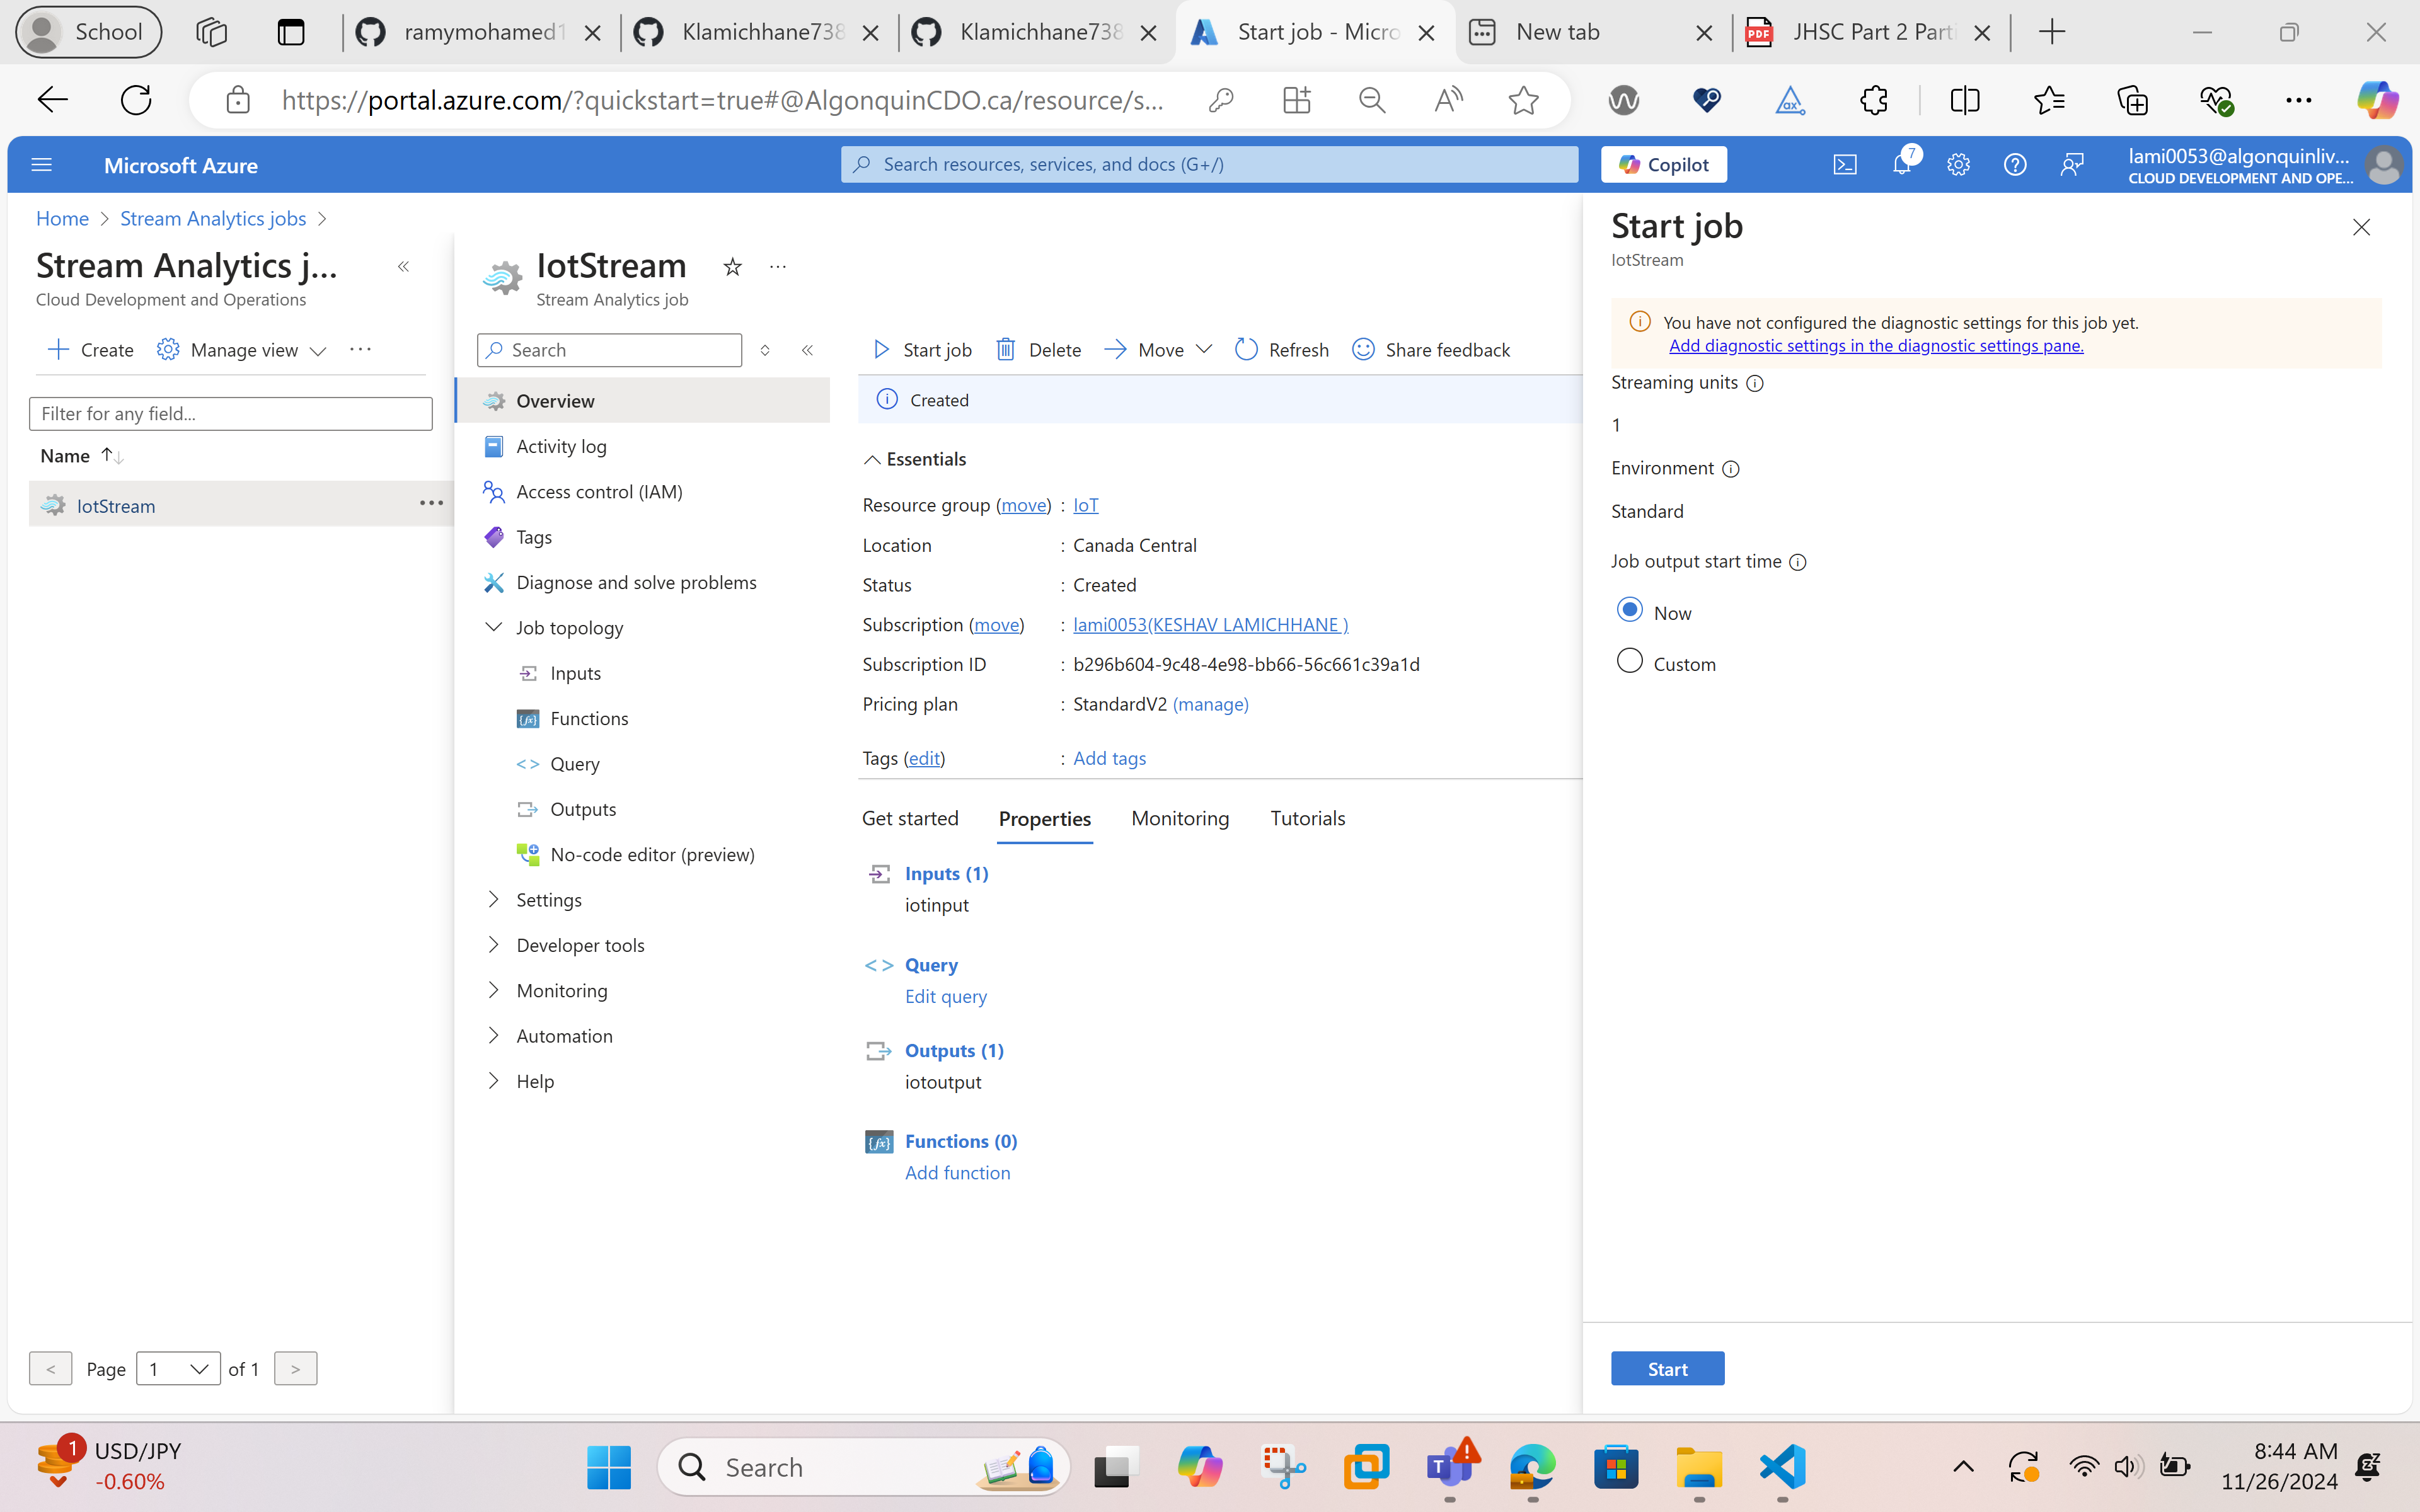 School
ramymohamed1
Klamichhane738
Klamichhane738
Start job - Micro
New tab
JHSC Part 2 Parti
https://portal.azure.com/?quickstart=true#@AlgonquinCDO.ca/resource/s...
Microsoft Azure
Search resources, services, and docs (G+/)
Copilot
7
lami0053@algonquinliv...
CLOUD DEVELOPMENT AND OPE...
Home > Stream Analytics jobs >
Stream Analytics j...
Cloud Development and Operations
Create
Manage view
Filter for any field...
Name
IotStream
Page 1 of 1
IotStream
Stream Analytics job
Search
Overview
Activity log
Access control (IAM)
Tags
Diagnose and solve problems
Job topology
Inputs
Functions
Query
Outputs
No-code editor (preview)
Settings
Developer tools
Monitoring
Automation
Help
Start job
Delete
Move
Refresh
Share feedback
Created
Essentials
Resource group (move) : IoT
Location : Canada Central
Status : Created
Subscription (move) : lami0053(KESHAV LAMICHHANE )
Subscription ID : b296b604-9c48-4e98-bb66-56c661c39a1d
Pricing plan : StandardV2 (manage)
Tags (edit) : Add tags
Get started
Properties
Monitoring
Tutorials
Inputs (1)
iotinput
Query
Edit query
Outputs (1)
iotoutput
Functions (0)
Add function
Start job
IotStream
You have not configured the diagnostic settings for this job yet.
Add diagnostic settings in the diagnostic settings pane.
Streaming units
1
Environment
Standard
Job output start time
Now
Custom
Start
1
USD/JPY
-0.60%
Search
8:44 AM
11/26/2024